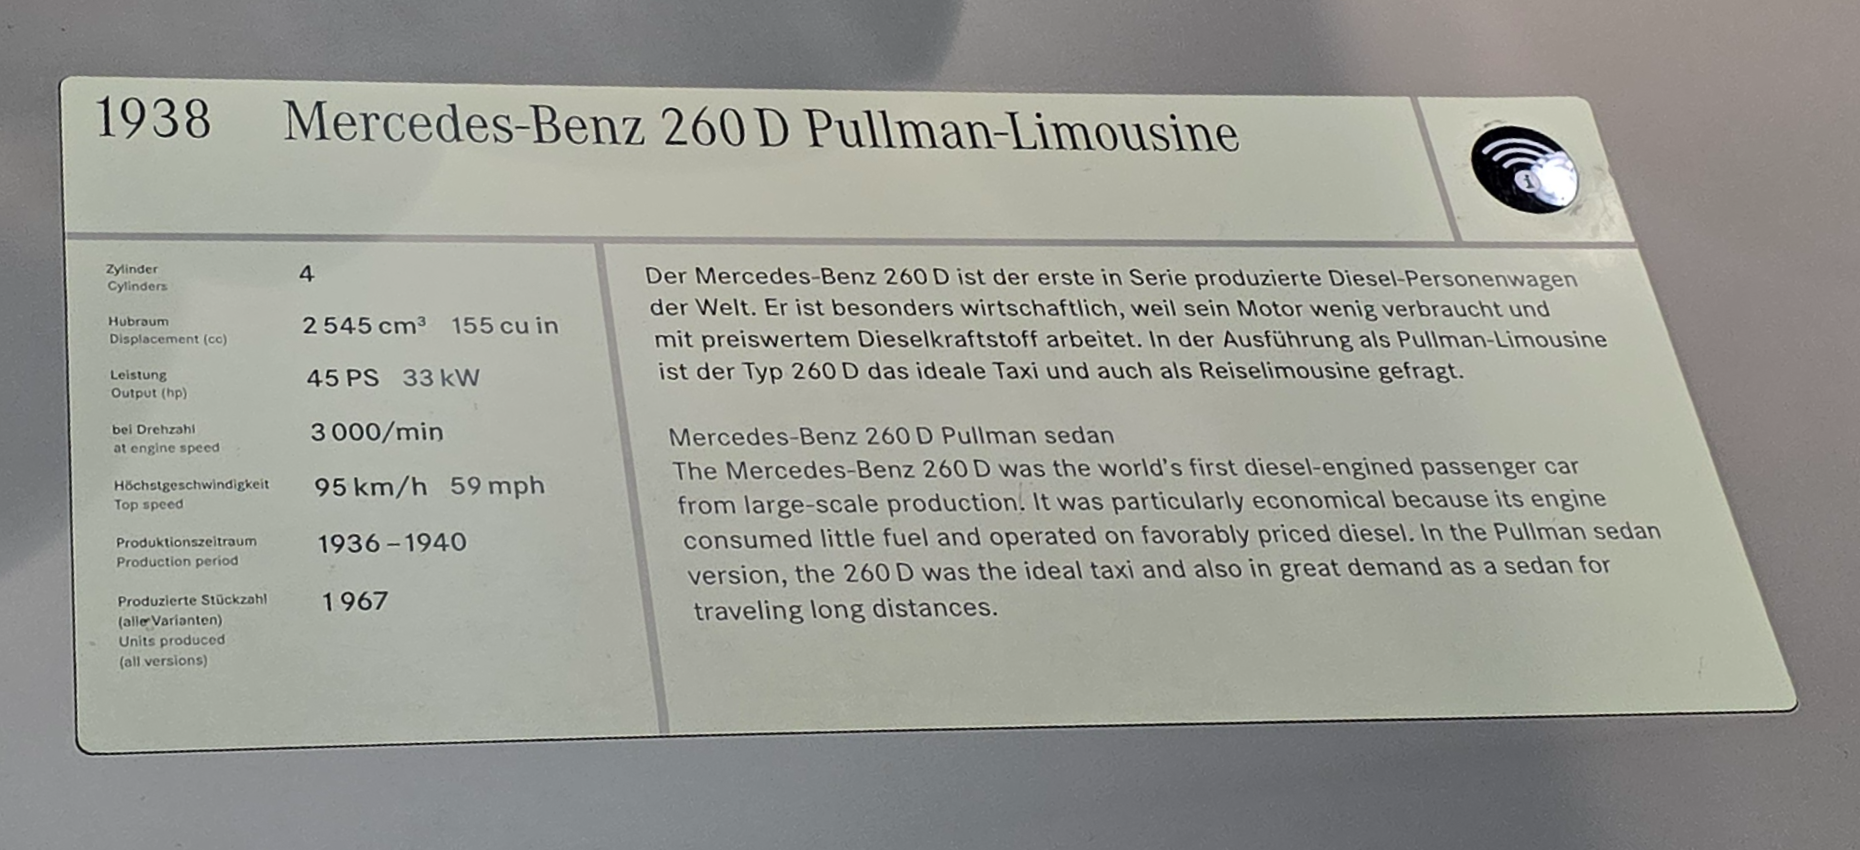 1938 Mercedes-Benz 260 D Pullman-Limousine
i
Zylinder
Cylinders
4
Hubraum
Displacement (cc)
2 545 cm³ 155 cu in
Leistung
Output (hp)
45 PS 33 kW
bei Drehzahl
at engine speed
3 000/min
Höchstgeschwindigkeit
Top speed
95 km/h 59 mph
Produktionszeitraum
Production period
1936 – 1940
Produzierte Stückzahl
(alle Varianten)
Units produced
(all versions)
1 967
Der Mercedes-Benz 260 D ist der erste in Serie produzierte Diesel-Personenwagen
der Welt. Er ist besonders wirtschaftlich, weil sein Motor wenig verbraucht und
mit preiswertem Dieselkraftstoff arbeitet. In der Ausführung als Pullman-Limousine
ist der Typ 260 D das ideale Taxi und auch als Reiselimousine gefragt.
Mercedes-Benz 260 D Pullman sedan
The Mercedes-Benz 260 D was the world's first diesel-engined passenger car
from large-scale production. It was particularly economical because its engine
consumed little fuel and operated on favorably priced diesel. In the Pullman sedan
version, the 260 D was the ideal taxi and also in great demand as a sedan for
traveling long distances.